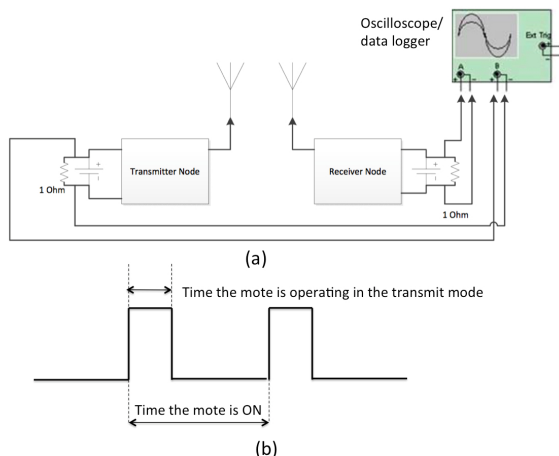 Oscilloscope/
data logger
Ext Trig
+
-
A
B
+ - + -
+
-
Transmitter Node
Receiver Node
+
-
1 Ohm
1 Ohm
(a)
Time the mote is operating in the transmit mode
Time the mote is ON
(b)